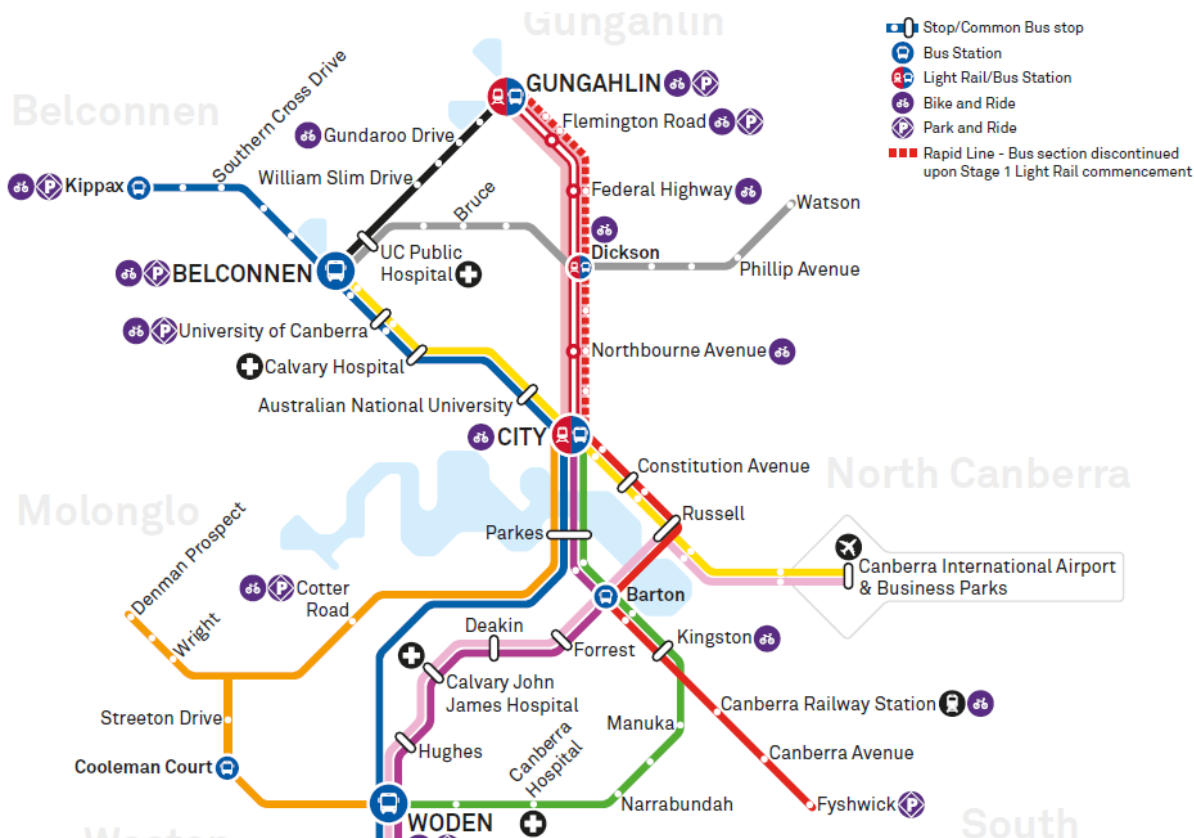 Gungahlin
Stop/Common Bus stop
Bus Station
Light Rail/Bus Station
Bike and Ride
Park and Ride
Rapid Line - Bus section discontinued
upon Stage 1 Light Rail commencement
Belconnen
Southern Cross Drive
GUNGAHLIN
P
Flemington Road
P
Gundaroo Drive
William Slim Drive
P
Kippax
Federal Highway
Bruce
Watson
Dickson
UC Public
Hospital
Phillip Avenue
P
BELCONNEN
P
University of Canberra
Calvary Hospital
Northbourne Avenue
Australian National University
CITY
Constitution Avenue
North Canberra
Molonglo
Russell
Parkes
Denman Prospect
Canberra International Airport
& Business Parks
P
Cotter
Road
Barton
Wright
Deakin
Forrest
Kingston
Calvary John
James Hospital
Canberra Railway Station
Streeton Drive
Manuka
Hughes
Canberra
Hospital
Canberra Avenue
Cooleman Court
Narrabundah
Fyshwick
P
WODEN
South